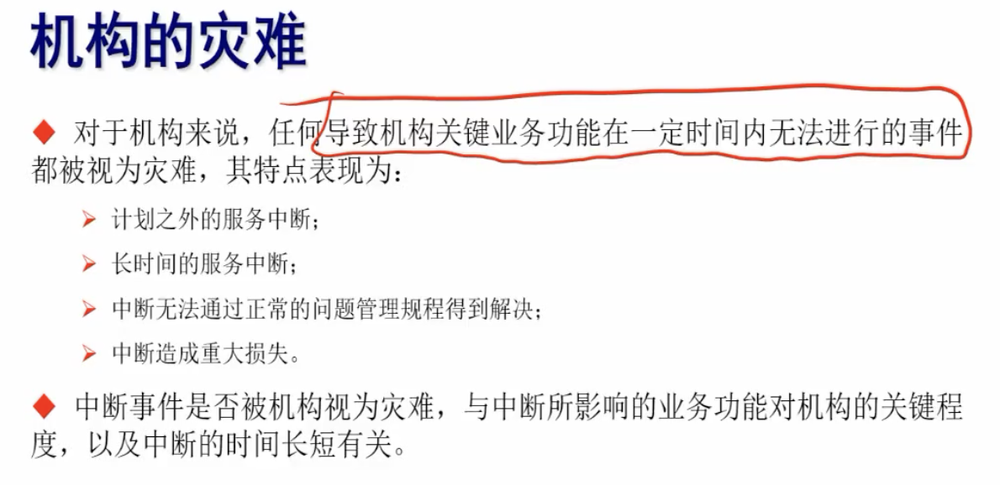 机构的灾难
对于机构来说，任何导致机构关键业务功能在一定时间内无法进行的事件
都被视为灾难，其特点表现为：
计划之外的服务中断；
长时间的服务中断；
中断无法通过正常的问题管理规程得到解决；
中断造成重大损失。
中断事件是否被机构视为灾难，与中断所影响的业务功能对机构的关键程
度，以及中断的时间长短有关。